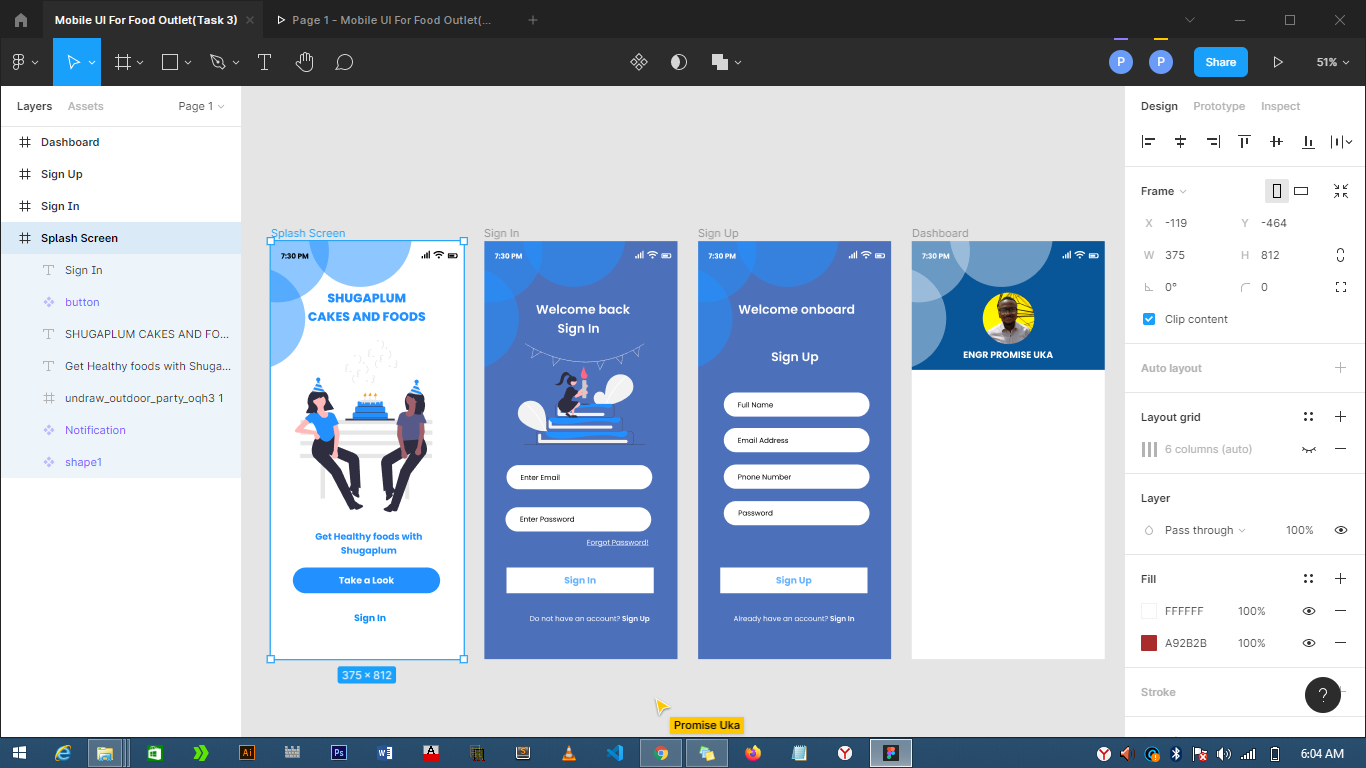 Mobile UI For Food Outlet(Task 3)
Page 1 - Mobile UI For Food Outlet(...
P
P
Share
51%
Layers
Assets
Page 1
Dashboard
Sign Up
Sign In
Splash Screen
Sign In
button
SHUGAPLUM CAKES AND FO...
Get Healthy foods with Shuga...
undraw_outdoor_party_oqh3 1
Notification
shape1
Splash Screen
7:30 PM
SHUGAPLUM
CAKES AND FOODS
Get Healthy foods with
Shugaplum
Take a Look
Sign In
375 × 812
Sign In
7:30 PM
Welcome back
Sign In
Enter Email
Enter Password
Forgot Password!
Sign In
Do not have an account? Sign Up
Sign Up
7:30 PM
Welcome onboard
Sign Up
Full Name
Email Address
Pnone Number
Password
Sign Up
Already have an account? Sign In
Dashboard
7:30 PM
ENGR PROMISE UKA
Promise Uka
Design
Prototype
Inspect
Frame
X -119
Y -464
W 375
H 812
0°
0
Clip content
Auto layout
Layout grid
6 columns (auto)
Layer
Pass through
100%
Fill
FFFFFF 100%
A92B2B 100%
Stroke
?
Ai
Ps
W
A
6:04 AM